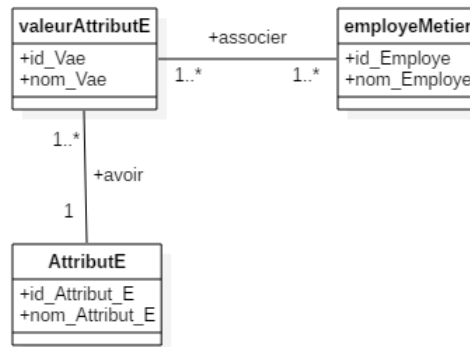 valeurAttributE
+id_Vae
+nom_Vae
+associer
1..*
1..*
employeMetier
+id_Employe
+nom_Employe
1..*
+avoir
1
AttributE
+id_Attribut_E
+nom_Attribut_E